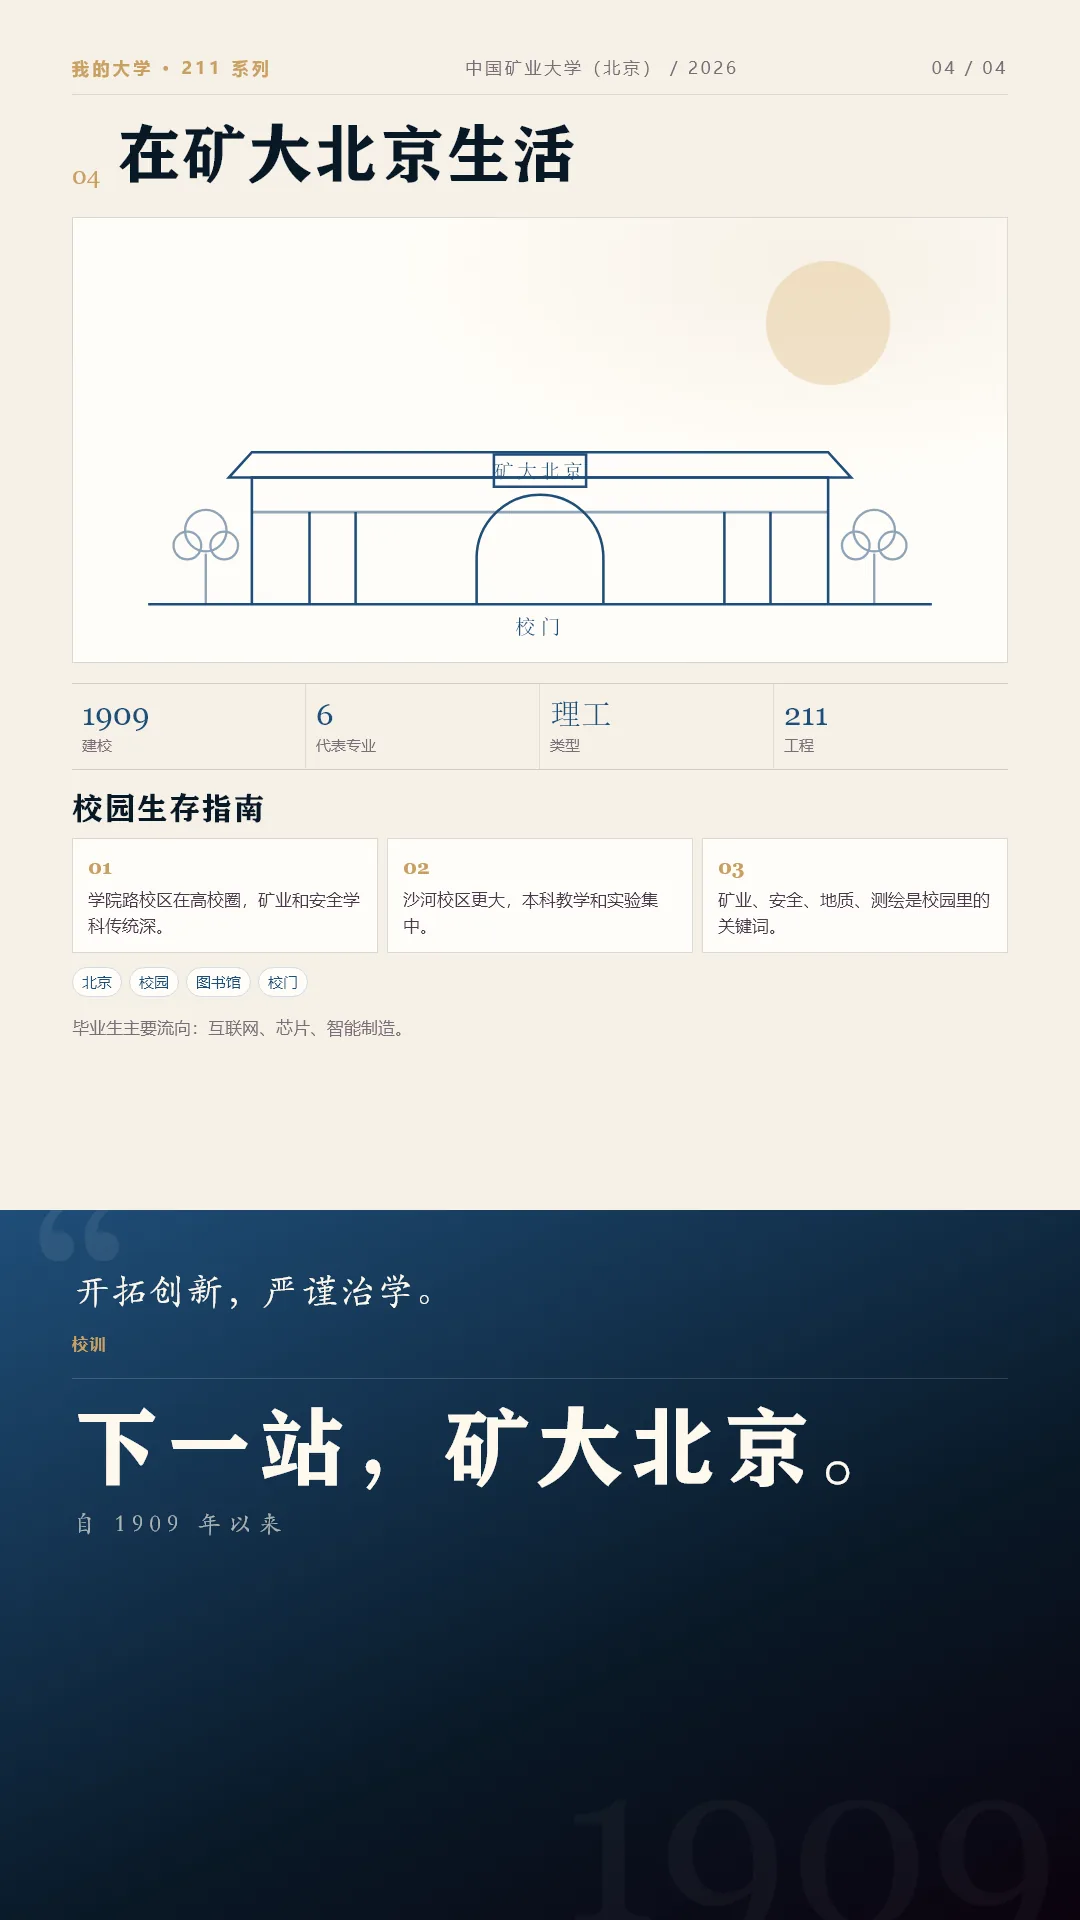 我的大学 · 211 系列
中国矿业大学（北京） / 2026
04 / 04
04 在矿大北京生活
矿大北京
校门
1909
建校
6
代表专业
理工
类型
211
工程
校园生存指南
01
学院路校区在高校圈，矿业和安全学
科传统深。
02
沙河校区更大，本科教学和实验集
中。
03
矿业、安全、地质、测绘是校园里的
关键词。
北京
校园
图书馆
校门
毕业生主要流向：互联网、芯片、智能制造。
“
开拓创新，严谨治学。
校训
下一站，矿大北京。
自 1909 年以来
1909